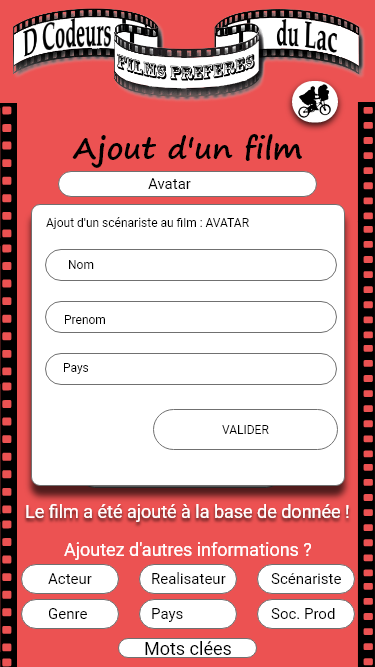 D Codeurs du Lac
FILMS PREFERES
Ajout d'un film
Avatar
Ajout d'un scénariste au film : AVATAR
Nom
Prenom
Pays
VALIDER
Le film a été ajouté à la base de donnée !
Ajoutez d'autres informations ?
Acteur Realisateur Scénariste
Genre Pays Soc. Prod
Mots clées